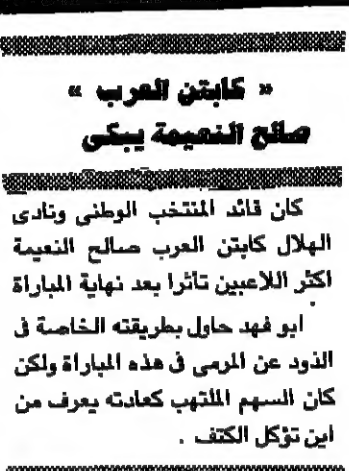 « كابتن العرب »
صالح النعيمة يبكى
كان قائد المنتخب الوطنى ونادى
الهلال كابتن العرب صالح النعيمة
اكثر اللاعبين تأثرا بعد نهاية المباراة
ابو فهد حاول بطريقته الخاصة فى
الذود عن المرمى فى هذه المباراة ولكن
كان السهم الملتهب كعادته يعرف من
اين تؤكل الكتف .